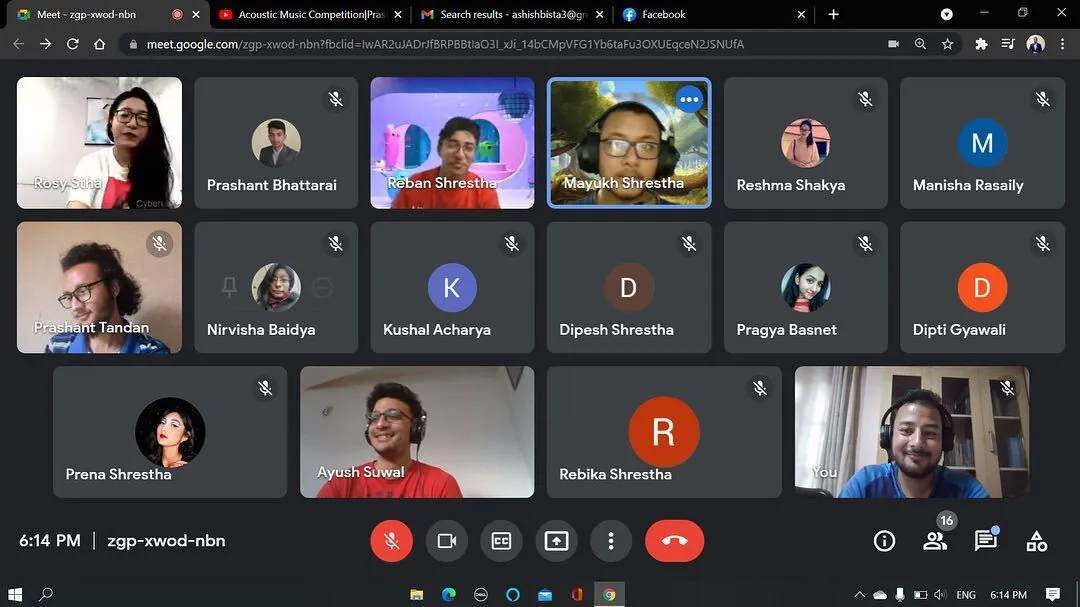 Meet - zgp-xwod-nbn
Acoustic Music Competition|Pras
Search results - ashishbista3@gm
Facebook
meet.google.com/zgp-xwod-nbn?fbclid=IwAR2uJADrJfBRPBBtlaO3I_xJi_14bCMpVFG1Yb6taFu3OXUEqceN2JSNUfA
Rosy Stha
Prashant Bhattarai
Reban Shrestha
Mayukh Shrestha
Reshma Shakya
M
Manisha Rasaily
Prashant Tandan
Nirvisha Baidya
K
Kushal Acharya
D
Dipesh Shrestha
Pragya Basnet
D
Dipti Gyawali
Prena Shrestha
Ayush Suwal
R
Rebika Shrestha
You
6:14 PM | zgp-xwod-nbn
CC
16
DELL
ENG
6:14 PM